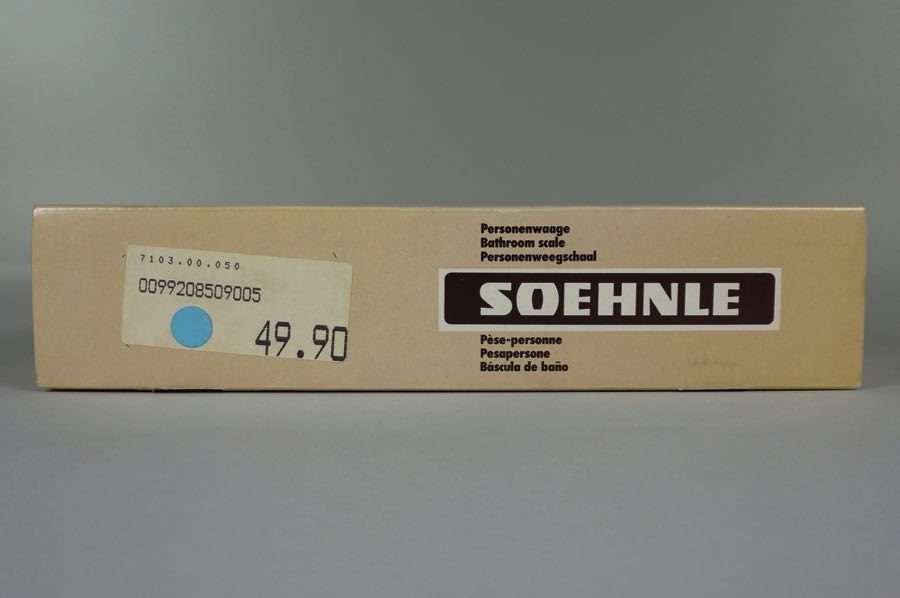 7103.00.050
0099208509005
49.90
Personenwaage
Bathroom scale
Personenweegschaal
SOEHNLE
Pèse-personne
Pesapersone
Báscula de baño